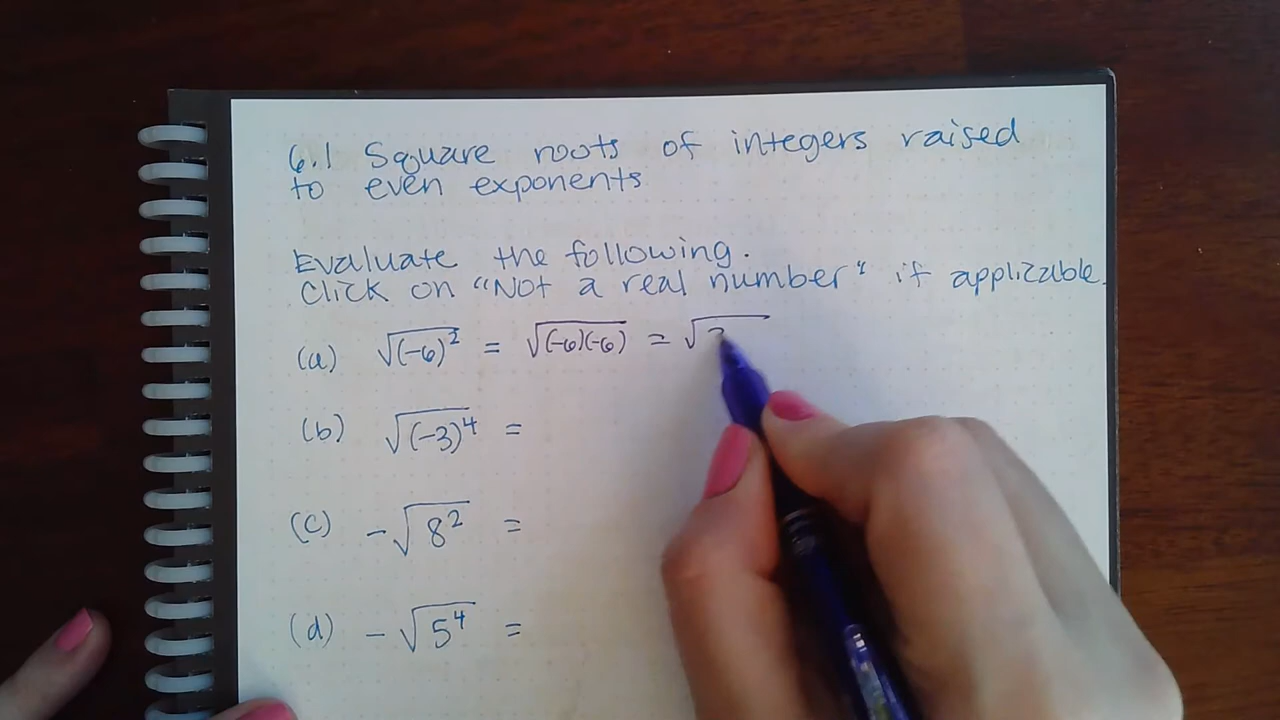 6.1 Square roots of integers raised
to even exponents
Evaluate the following.
Click on "Not a real number" if applicable.
(a) √(-6)² = √(-6)(-6) = √3
(b) √(-3)⁴ =
(c) -√8² =
(d) -√5⁴ =